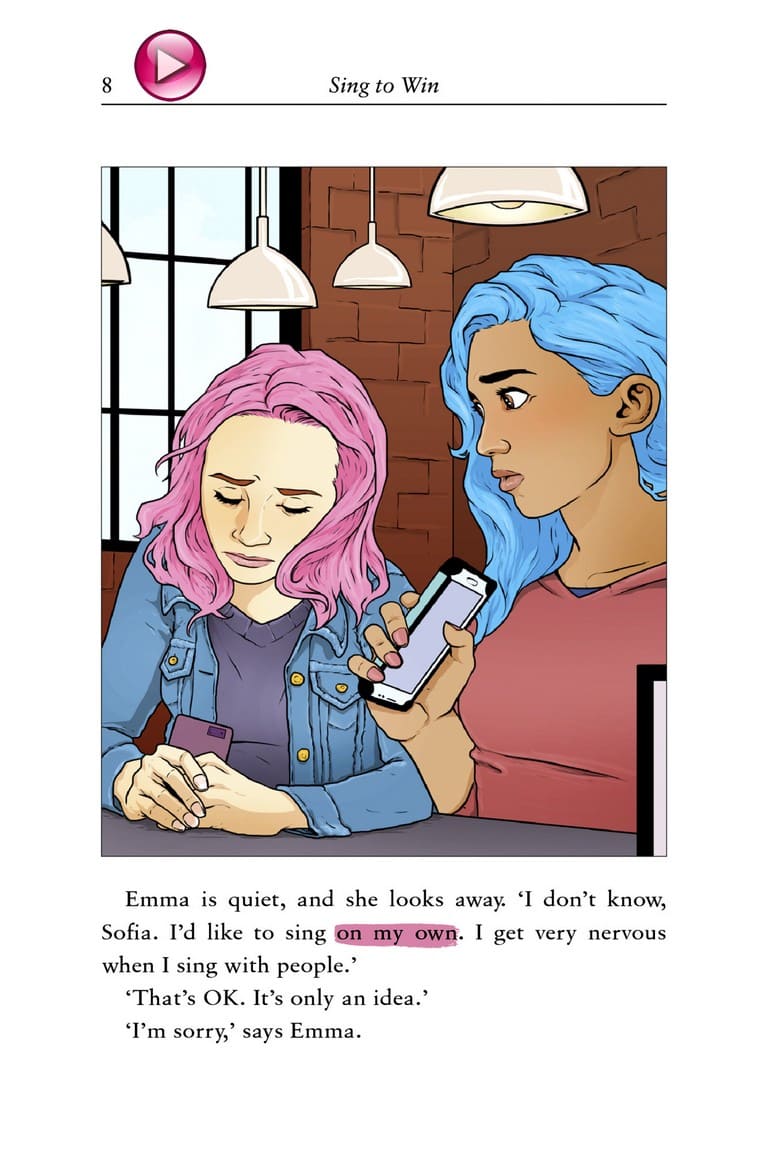 8
Sing to Win
Emma is quiet, and she looks away. ‘I don’t know,
Sofia. I’d like to sing on my own. I get very nervous
when I sing with people.’
‘That’s OK. It’s only an idea.’
‘I’m sorry,’ says Emma.